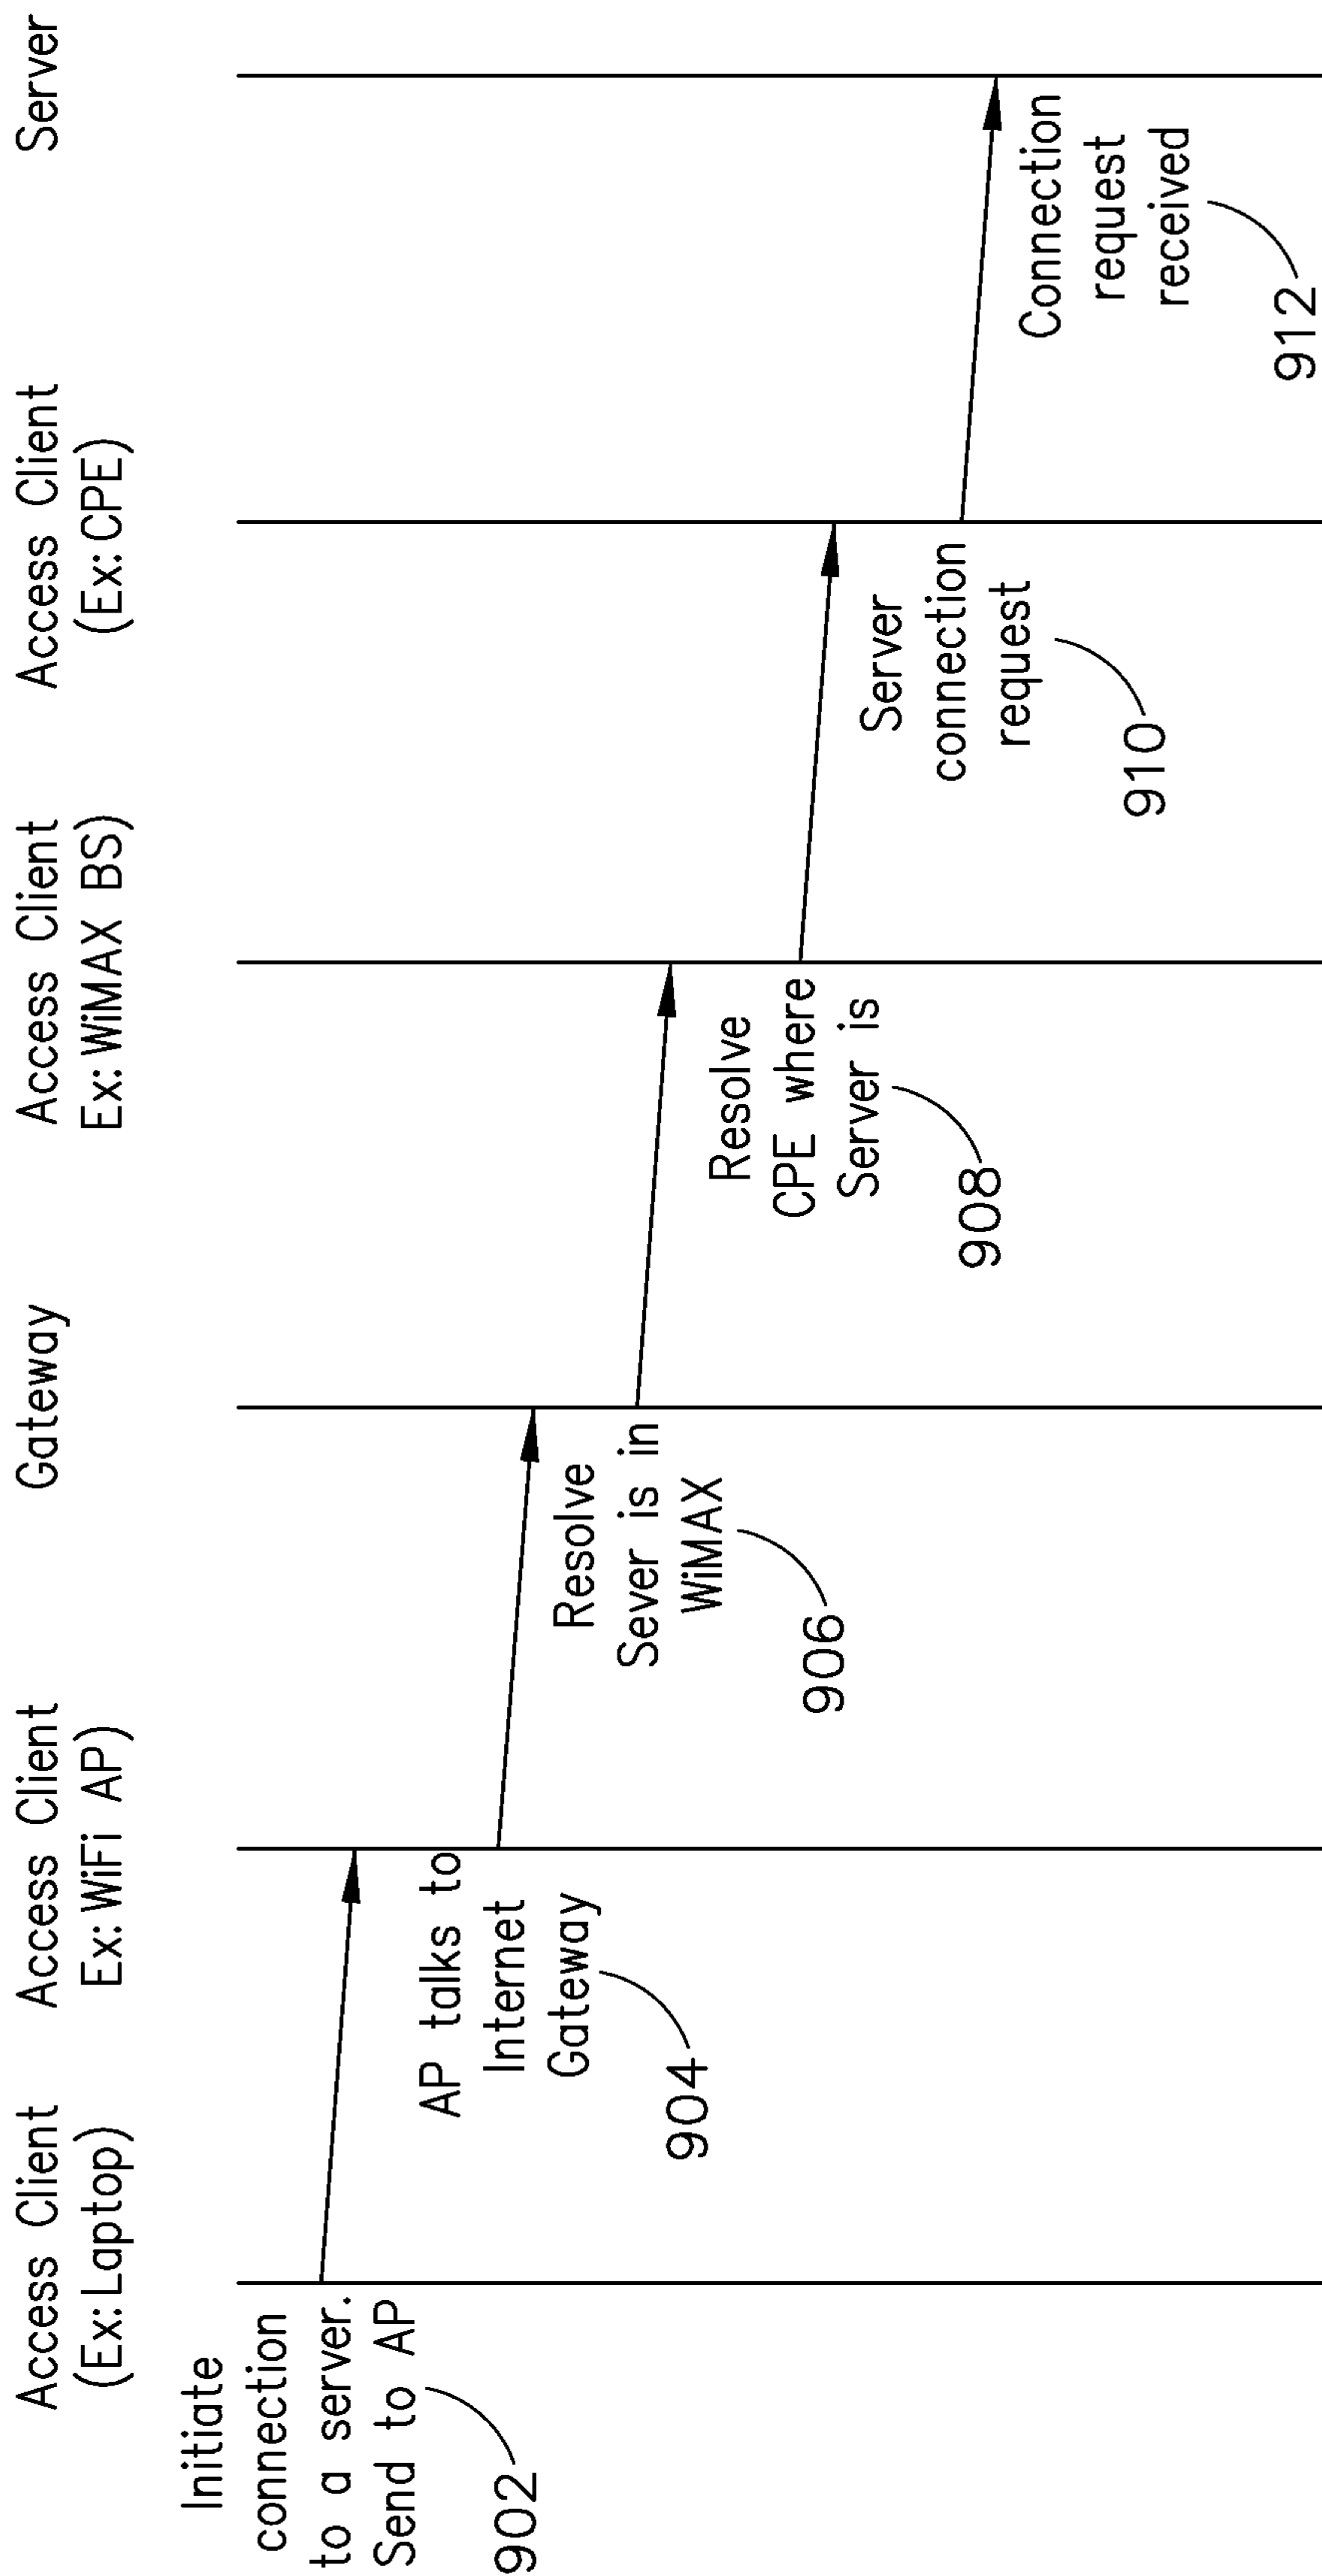 Access Client
(Ex: Laptop)
Access Client
Ex: WiFi AP)
Gateway
Access Client
Ex: WiMAX BS)
Access Client
(Ex: CPE)
Server
Initiate
connection
to a server.
Send to AP
902
AP talks to
Internet
Gateway
904
Resolve
Sever is in
WiMAX
906
Resolve
CPE where
Server is
908
Server
connection
request
910
Connection
request
received
912